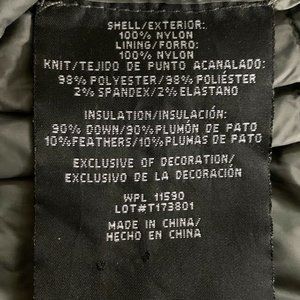 SHELL/EXTERIOR:
100% NYLON
LINING/FORRO:
100% NYLON
KNIT/TEJIDO DE PUNTO ACANALADO:
98% POLYESTER/98% POLIÉSTER
2% SPANDEX/2% ELASTANO
INSULATION/INSULACIÓN:
90% DOWN/90% PLUMÓN DE PATO
10% FEATHERS/10% PLUMAS DE PATO
EXCLUSIVE OF DECORATION/
EXCLUSIVO DE LA DECORACIÓN
WPL 11590
LOT#T173801
MADE IN CHINA/
HECHO EN CHINA